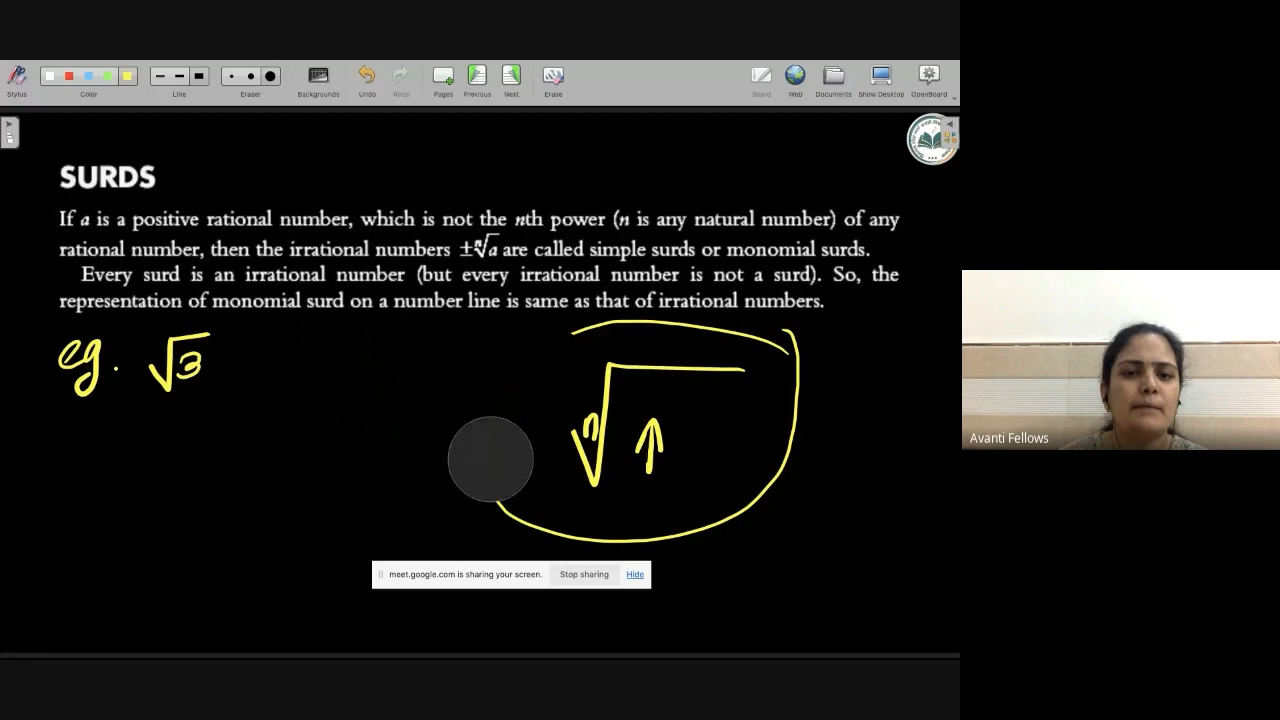 Stylus Color Line Eraser Backgrounds Undo Redo Pages Previous Next Erase Board Web Documents Show Desktop OpenBoard
SURDS
If a is a positive rational number, which is not the nth power (n is any natural number) of any
rational number, then the irrational numbers ±ⁿ√a are called simple surds or monomial surds.
Every surd is an irrational number (but every irrational number is not a surd). So, the
representation of monomial surd on a number line is same as that of irrational numbers.
eg. √3
ⁿ√ ↑
Avanti Fellows
meet.google.com is sharing your screen. Stop sharing Hide